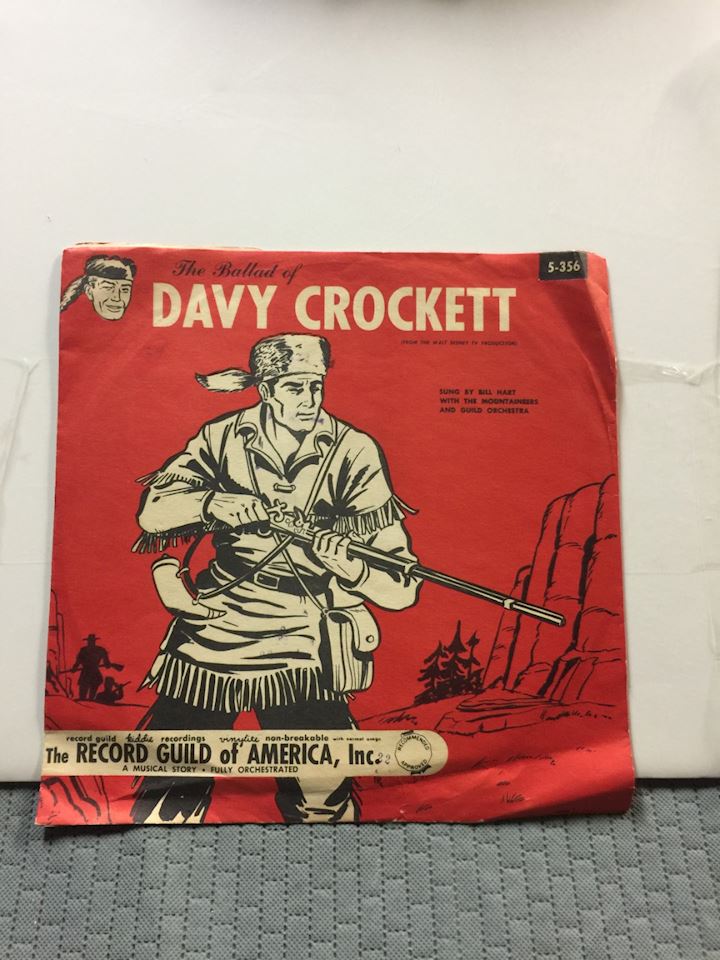 The Ballad of
5-356
DAVY CROCKETT
(FROM THE WALT DISNEY TV PRODUCTION)
SUNG BY BILL HART
WITH THE MOUNTAINEERS
AND GUILD ORCHESTRA
record guild kiddie recordings vinylite non-breakable with normal usage
The RECORD GUILD of AMERICA, Inc.
22
A MUSICAL STORY • FULLY ORCHESTRATED
RECOMMENDED
APPROVED